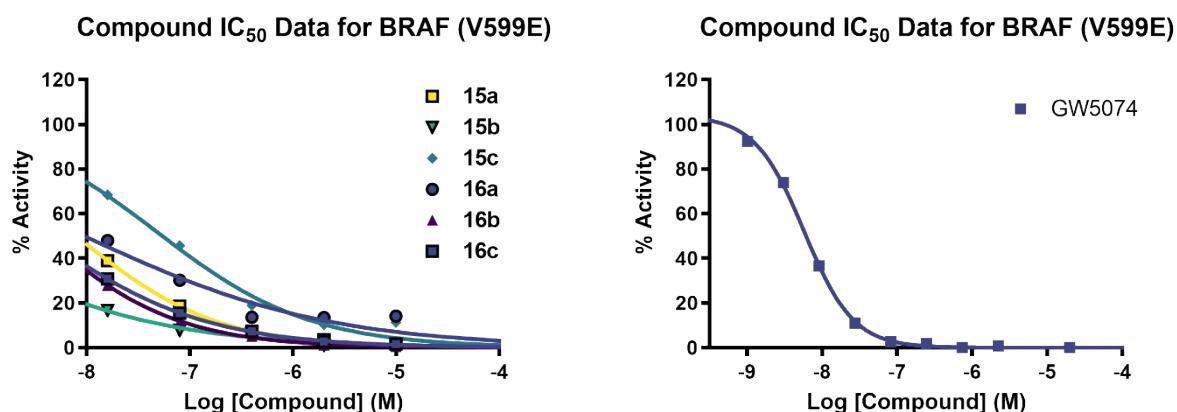 Compound IC50 Data for BRAF (V599E)
120
100
80
60
40
20
0
% Activity
-8
-7
-6
-5
-4
Log [Compound] (M)
15a
15b
15c
16a
16b
16c
Compound IC50 Data for BRAF (V599E)
120
100
80
60
40
20
0
% Activity
-9
-8
-7
-6
-5
-4
Log [Compound] (M)
GW5074